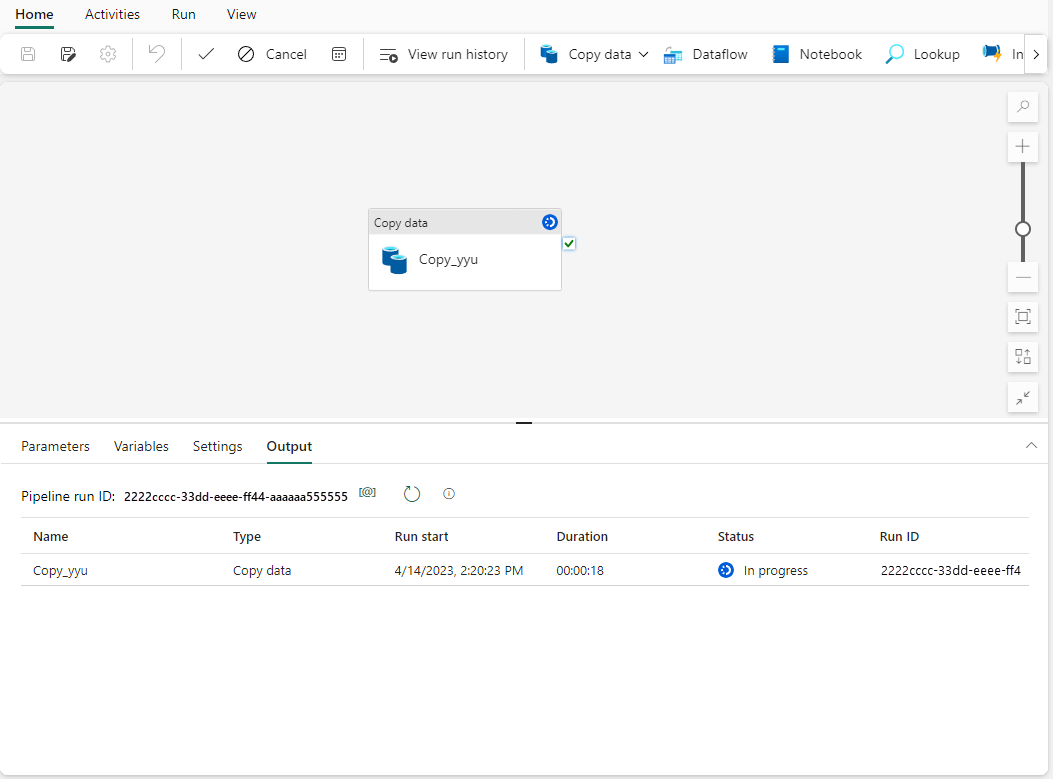 Home Activities Run View
Cancel View run history Copy data Dataflow Notebook Lookup In
Copy data
Copy_yyu
Parameters Variables Settings Output
Pipeline run ID: 2222cccc-33dd-eeee-ff44-aaaaaa555555 [@]
Name Type Run start Duration Status Run ID
Copy_yyu Copy data 4/14/2023, 2:20:23 PM 00:00:18 In progress 2222cccc-33dd-eeee-ff4